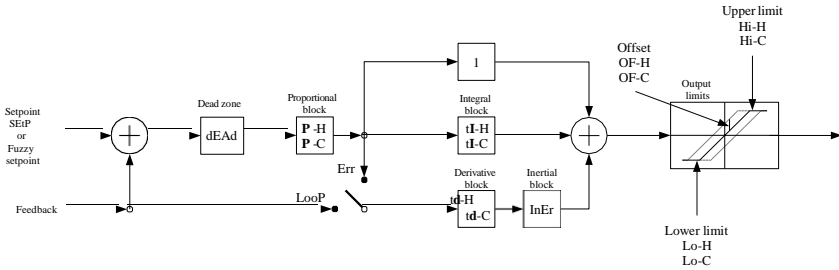 Upper limit
Hi-H
Hi-C
Offset
OF-H
OF-C
Output
limits
1
Setpoint
SEtP
or
Fuzzy
setpoint
Dead zone
dEAd
Proportional
block
P -H
P -C
Integral
block
tI-H
tI-C
Err
LooP
Feedback
Derivative
block
td-H
td-C
Inertial
block
InEr
Lower limit
Lo-H
Lo-C